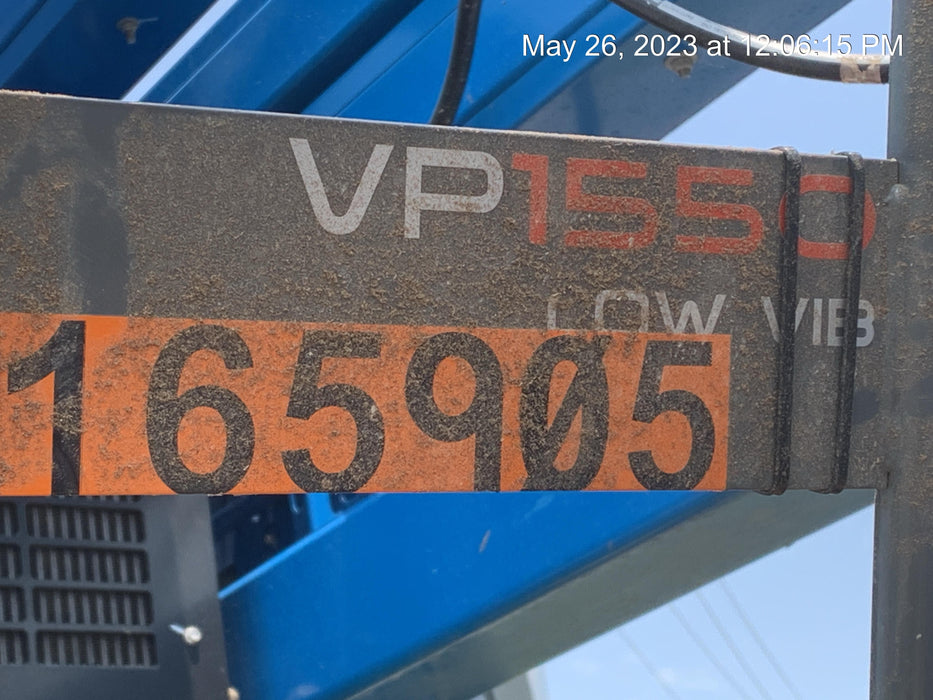 May 26, 2023 at 12:06:15 PM
VP1550
LOW VIB
165905